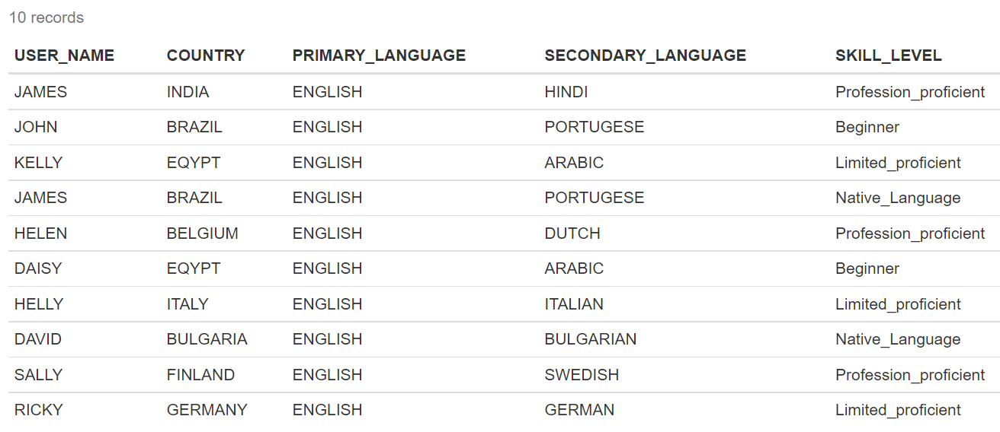 10 records
USER_NAME COUNTRY PRIMARY_LANGUAGE SECONDARY_LANGUAGE SKILL_LEVEL
JAMES INDIA ENGLISH HINDI Profession_proficient
JOHN BRAZIL ENGLISH PORTUGESE Beginner
KELLY EQYPT ENGLISH ARABIC Limited_proficient
JAMES BRAZIL ENGLISH PORTUGESE Native_Language
HELEN BELGIUM ENGLISH DUTCH Profession_proficient
DAISY EQYPT ENGLISH ARABIC Beginner
HELLY ITALY ENGLISH ITALIAN Limited_proficient
DAVID BULGARIA ENGLISH BULGARIAN Native_Language
SALLY FINLAND ENGLISH SWEDISH Profession_proficient
RICKY GERMANY ENGLISH GERMAN Limited_proficient